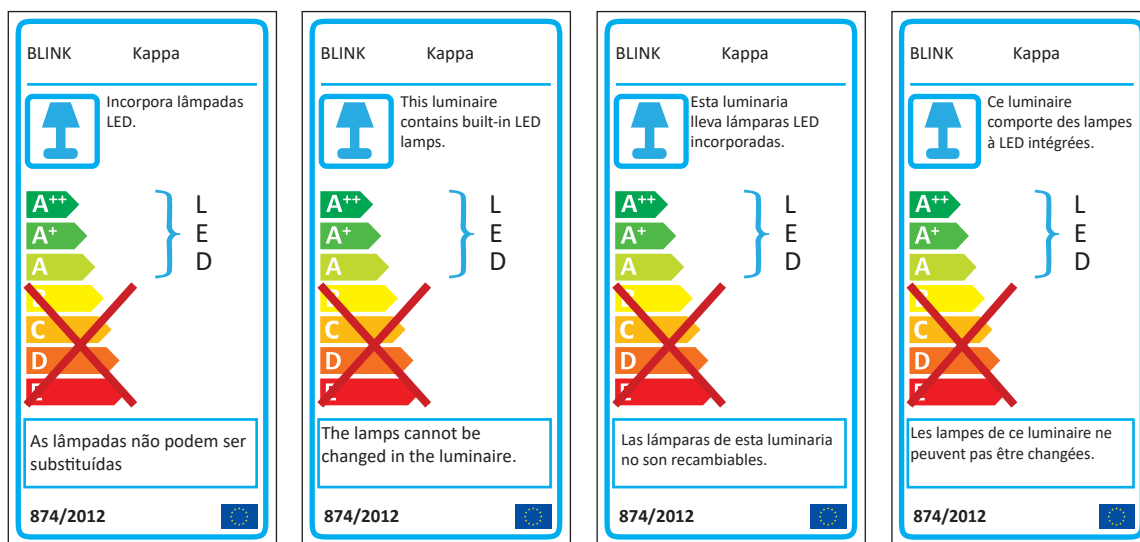 BLINK Kappa
Incorpora lâmpadas
LED.
A++
A+
A
B
C
D
E
L
E
D
As lâmpadas não podem ser
substituídas
874/2012
BLINK Kappa
This luminaire
contains built-in LED
lamps.
A++
A+
A
B
C
D
E
L
E
D
The lamps cannot be
changed in the luminaire.
874/2012
BLINK Kappa
Esta luminaria
lleva lámparas LED
incorporadas.
A++
A+
A
B
C
D
E
L
E
D
Las lámparas de esta luminaria
no son recambiables.
874/2012
BLINK Kappa
Ce luminaire
comporte des lampes
à LED intégrées.
A++
A+
A
B
C
D
E
L
E
D
Les lampes de ce luminaire ne
peuvent pas être changées.
874/2012